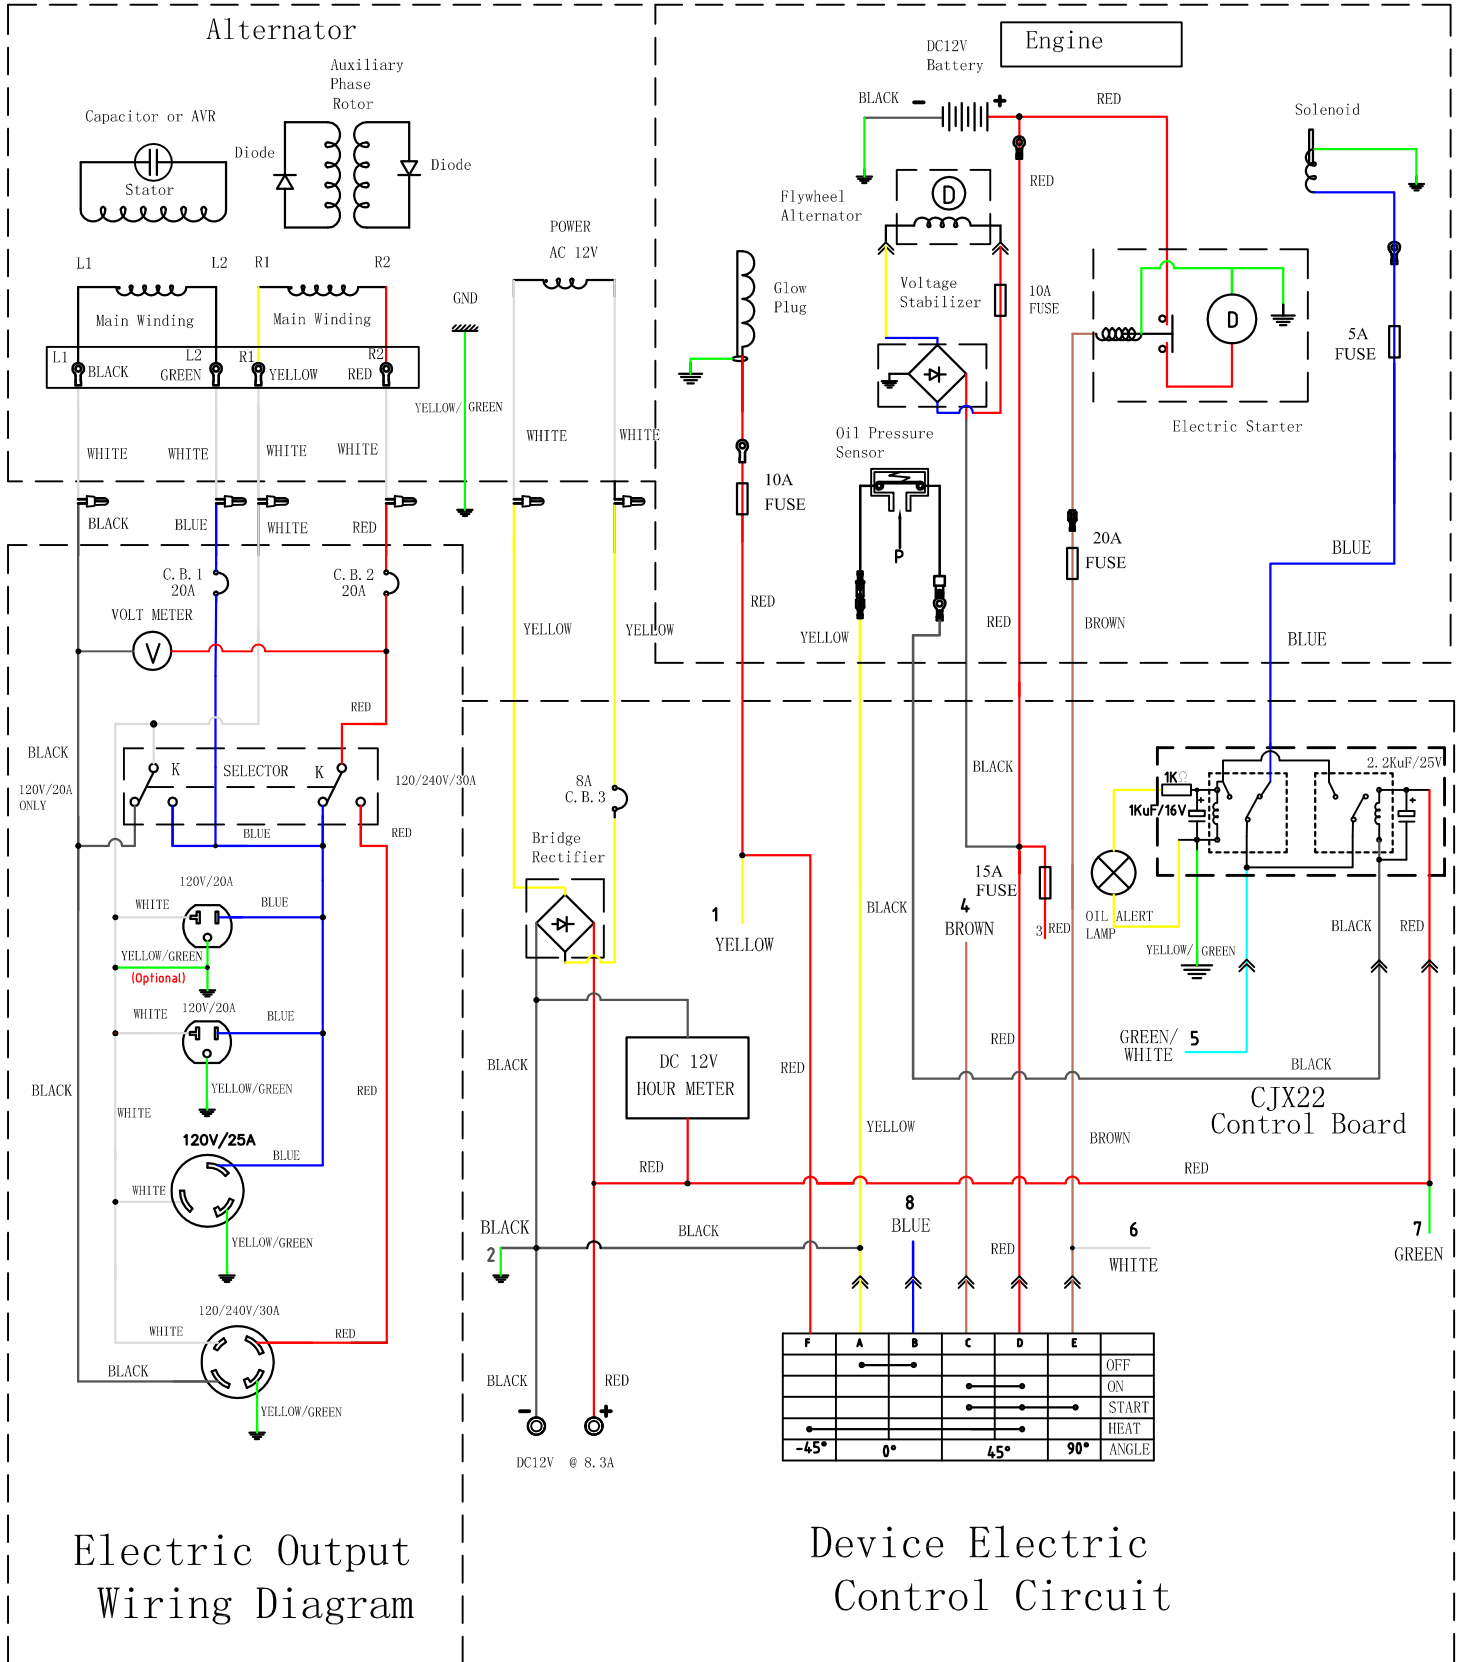 Alternator
Engine
DC12V
Battery
Auxiliary
Phase
Rotor
Capacitor or AVR
Diode
Diode
Stator
BLACK
RED
Solenoid
RED
Flywheel
Alternator
D
POWER
AC 12V
L1
L2
R1
R2
Main Winding
Main Winding
GND
Glow
Plug
Voltage
Stabilizer
10A
FUSE
D
5A
FUSE
L1
L2
R1
R2
BLACK
GREEN
YELLOW
RED
YELLOW/
GREEN
Electric Starter
Oil Pressure
Sensor
WHITE
WHITE
WHITE
WHITE
WHITE
WHITE
10A
FUSE
BLACK
BLUE
WHITE
RED
P
20A
FUSE
BLUE
C.B.1
20A
C.B.2
20A
VOLT METER
V
RED
YELLOW
YELLOW
YELLOW
RED
BROWN
BLUE
RED
BLACK
120V/20A
ONLY
K
SELECTOR
K
120/240V/30A
8A
C.B.3
BLACK
1KΩ
1KuF/16V
2.2KuF/25V
BLUE
RED
Bridge
Rectifier
120V/20A
WHITE
BLUE
YELLOW/GREEN
(Optional)
1
YELLOW
BLACK
15A
FUSE
4
BROWN
3
RED
OIL ALERT
LAMP
YELLOW/
GREEN
BLACK
RED
120V/20A
WHITE
BLUE
YELLOW/GREEN
BLACK
RED
WHITE
BLACK
DC 12V
HOUR METER
RED
RED
GREEN/
WHITE
5
BLACK
CJX22
Control Board
120V/25A
BLUE
WHITE
YELLOW/GREEN
YELLOW
BROWN
RED
RED
BLACK
2
BLACK
8
BLUE
RED
6
WHITE
7
GREEN
120/240V/30A
WHITE
RED
BLACK
YELLOW/GREEN
BLACK
RED
-
+
DC12V
@ 8.3A
F
A
B
C
D
E
OFF
ON
START
HEAT
-45°
0°
45°
90°
ANGLE
Electric Output
Wiring Diagram
Device Electric
Control Circuit